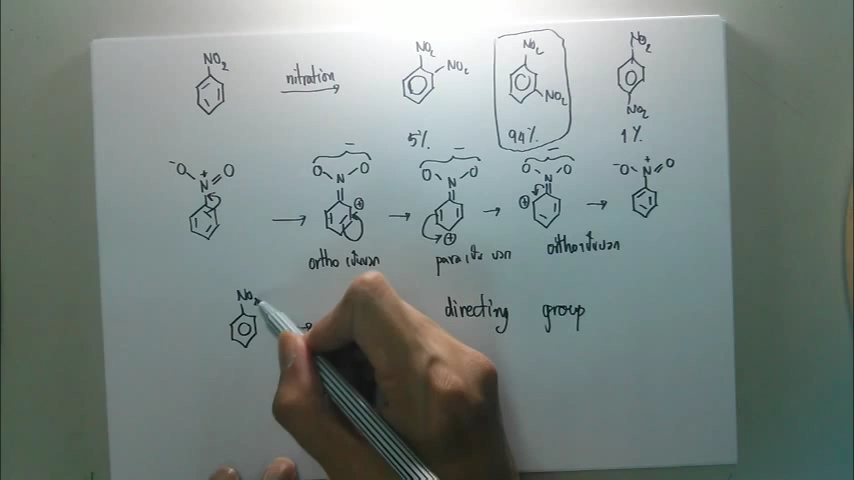 NO₂ nitration NO₂ NO₂ NO₂ NO₂ NO₂ NO₂
5% 94% 1%
⁻O N⁺ O O N O − ⊕ O N O − ⊕ O N O − ⊕ ⁻O N⁺ O
ortho เป็นบวก para เป็น บวก ortho เป็นบวก
NO₂ directing group